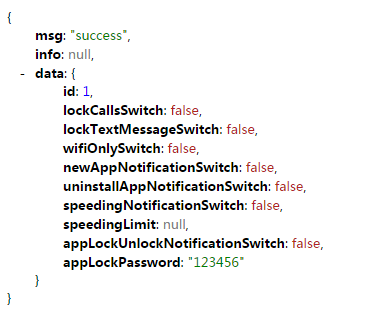 {
msg: "success",
info: null,
- data: {
id: 1,
lockCallsSwitch: false,
lockTextMessageSwitch: false,
wifiOnlySwitch: false,
newAppNotificationSwitch: false,
uninstallAppNotificationSwitch: false,
speedingNotificationSwitch: false,
speedingLimit: null,
appLockUnlockNotificationSwitch: false,
appLockPassword: "123456"
}
}